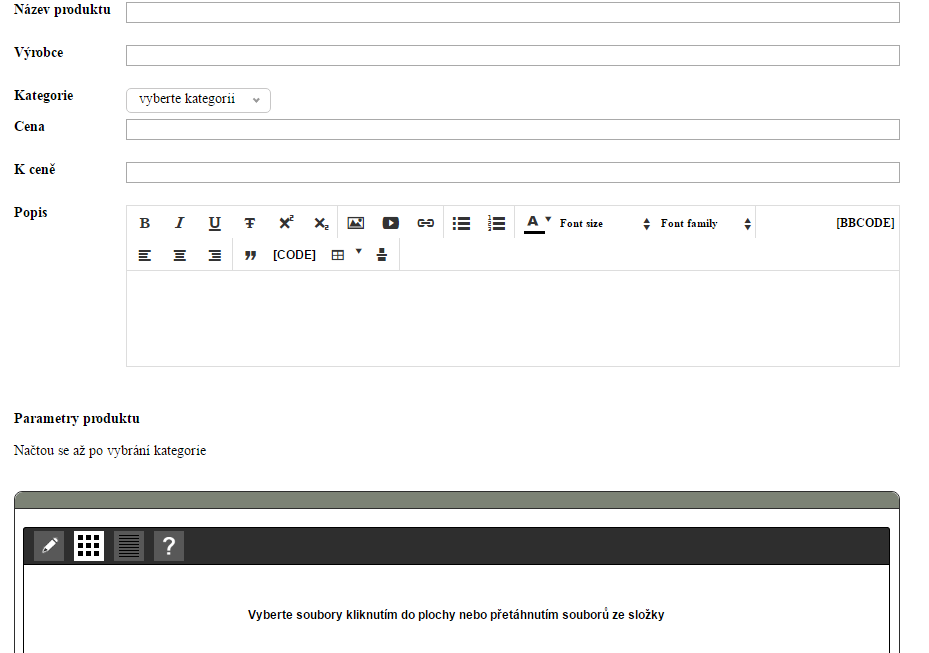 Název produktu
Výrobce
Kategorie
vyberte kategorii
Cena
K ceně
Popis
B I U T X² X₂ A Font size Font family [BBCODE]
[CODE]
Parametry produktu
Načtou se až po vybrání kategorie
?
Vyberte soubory kliknutím do plochy nebo přetáhnutím souborů ze složky